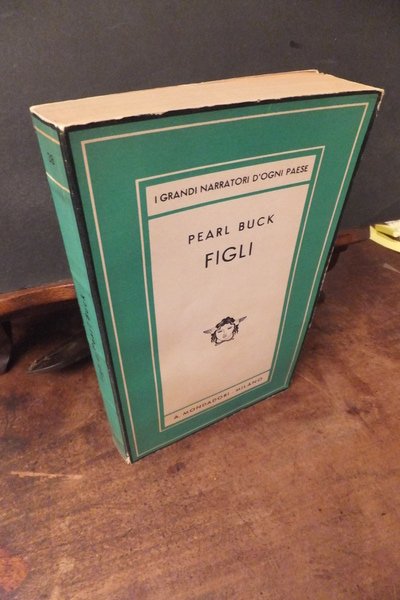 I GRANDI NARRATORI D'OGNI PAESE
PEARL BUCK
FIGLI
A. MONDADORI - MILANO